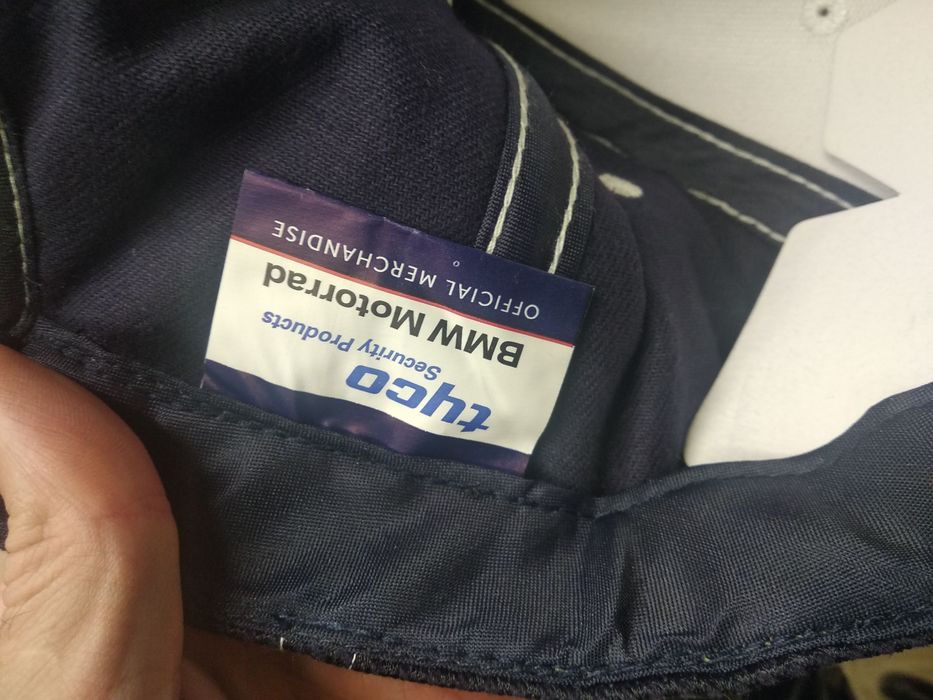 tyco
Security Products
BMW Motorrad
OFFICIAL MERCHANDISE